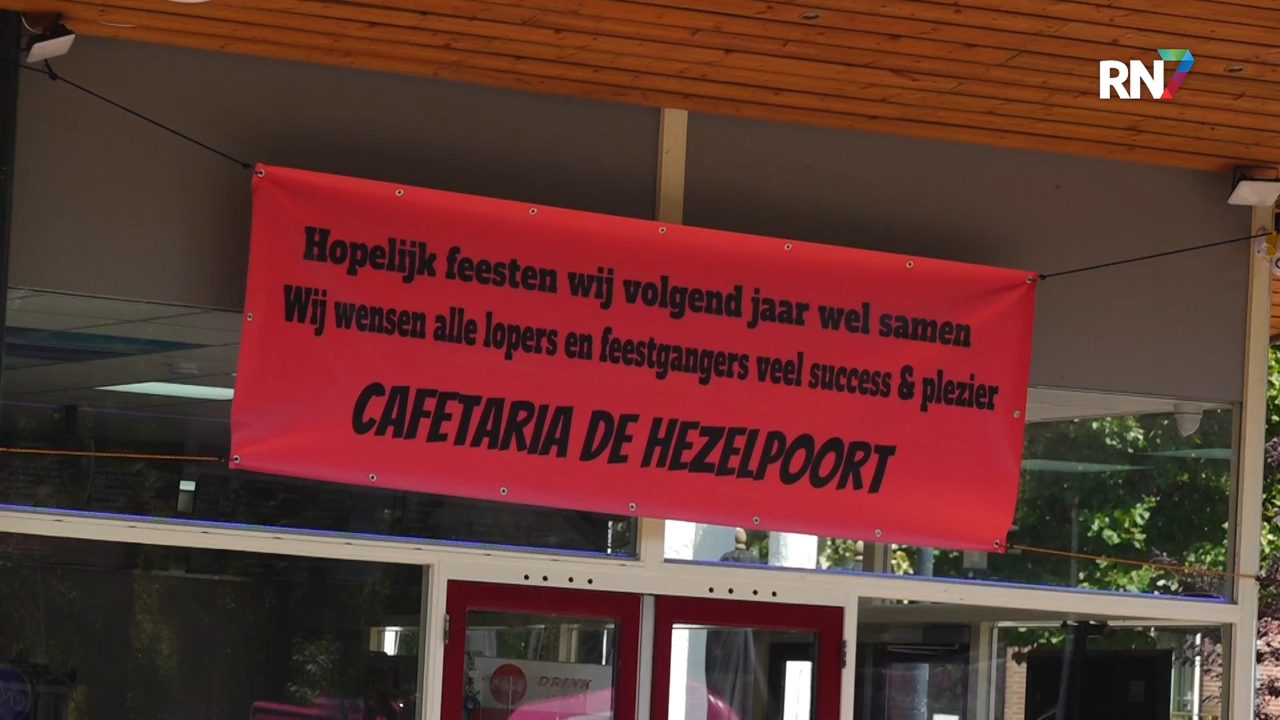 RN7
Hopelijk feesten wij volgend jaar wel samen
Wij wensen alle lopers en feestgangers veel success & plezier
CAFETARIA DE HEZELPOORT
DRINK